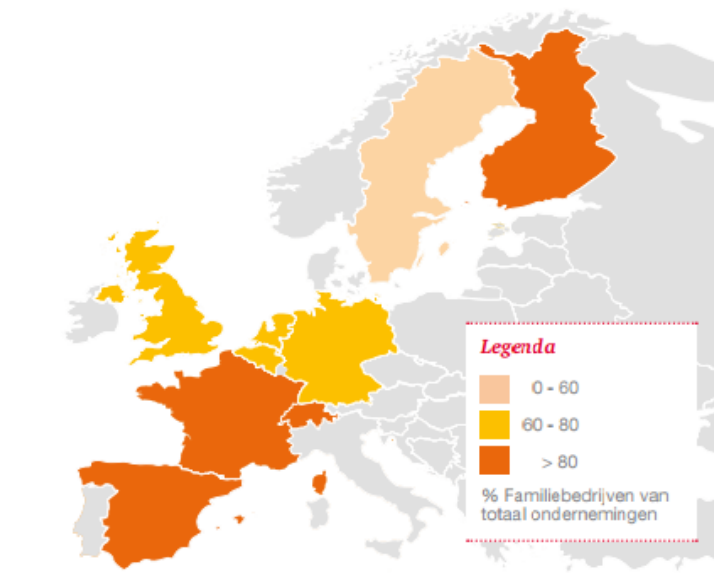 Legenda
0 - 60
60 - 80
> 80
% Familiebedrijven van
totaal ondernemingen